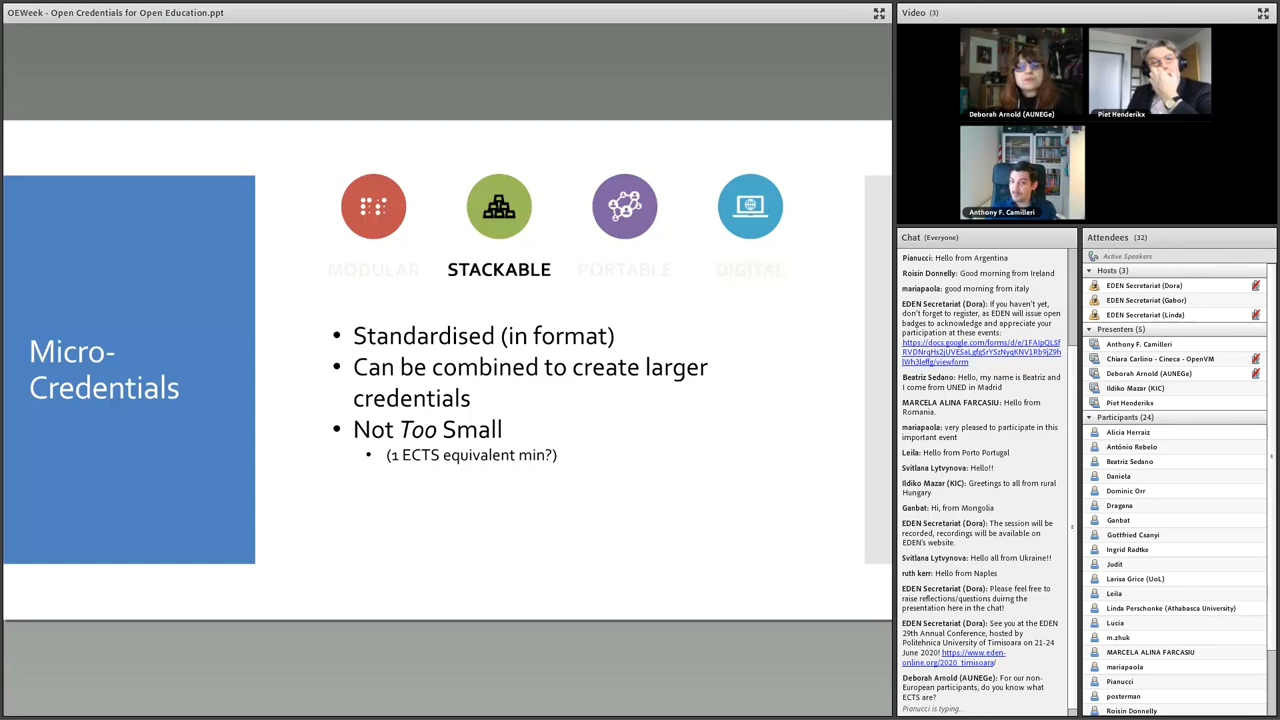 OEWeek - Open Credentials for Open Education.ppt
MODULAR
STACKABLE
PORTABLE
DIGITAL
Micro-
Credentials
• Standardised (in format)
• Can be combined to create larger
credentials
• Not Too Small
• (1 ECTS equivalent min?)
Video (3)
Deborah Arnold (AUNEGe)
Piet Henderikx
Anthony F. Camilleri
Chat (Everyone)
Pianucci: Hello from Argentina
Roisin Donnelly: Good morning from Ireland
mariapaola: good morning from italy
EDEN Secretariat (Dora): If you haven't yet,
don't forget to register, as EDEN will issue open
badges to acknowledge and appreciate your
participation at these events:
https://docs.google.com/forms/d/e/1FAIpQLSf
Beatriz Sedano: Hello, my name is Beatriz and
I come from UNED in Madrid
MARCELA ALINA FARCASIU: Hello from
Romania.
mariapaola: very pleased to participate in this
important event
Leila: Hello from Porto Portugal
Svitlana Lytvynova: Hello!!
Ildiko Mazar (KIC): Greetings to all from rural
Hungary
Ganbat: Hi, from Mongolia
EDEN Secretariat (Dora): The session will be
recorded, recordings will be available on
EDEN's website.
Svitlana Lytvynova: Hello all from Ukraine!!
ruth kerr: Hello from Naples
EDEN Secretariat (Dora): Please feel free to
raise reflections/questions duirng the
presentation here in the chat!
EDEN Secretariat (Dora): See you at the EDEN
29th Annual Conference, hosted by
Politehnica University of Timisoara on 21-24
June 2020! https://www.eden-
online.org/2020_timisoara/
Deborah Arnold (AUNEGe): For our non-
European participants, do you know what
ECTS are?
Pianucci is typing...
Attendees (32)
Active Speakers
Hosts (3)
EDEN Secretariat (Dora)
EDEN Secretariat (Gabor)
EDEN Secretariat (Linda)
Presenters (5)
Anthony F. Camilleri
Chiara Carlino - Cineca - OpenVM
Deborah Arnold (AUNEGe)
Ildiko Mazar (KIC)
Piet Henderikx
Participants (24)
Alicia Herraiz
António Rebelo
Beatriz Sedano
Daniela
Dominic Orr
Dragana
Ganbat
Gottfried Csanyi
Ingrid Radtke
Judit
Larisa Grice (UoL)
Leila
Linda Pershonke (Athabasca University)
Lucia
m.zhuk
MARCELA ALINA FARCASIU
mariapaola
Pianucci
posterman
Roisin Donnelly